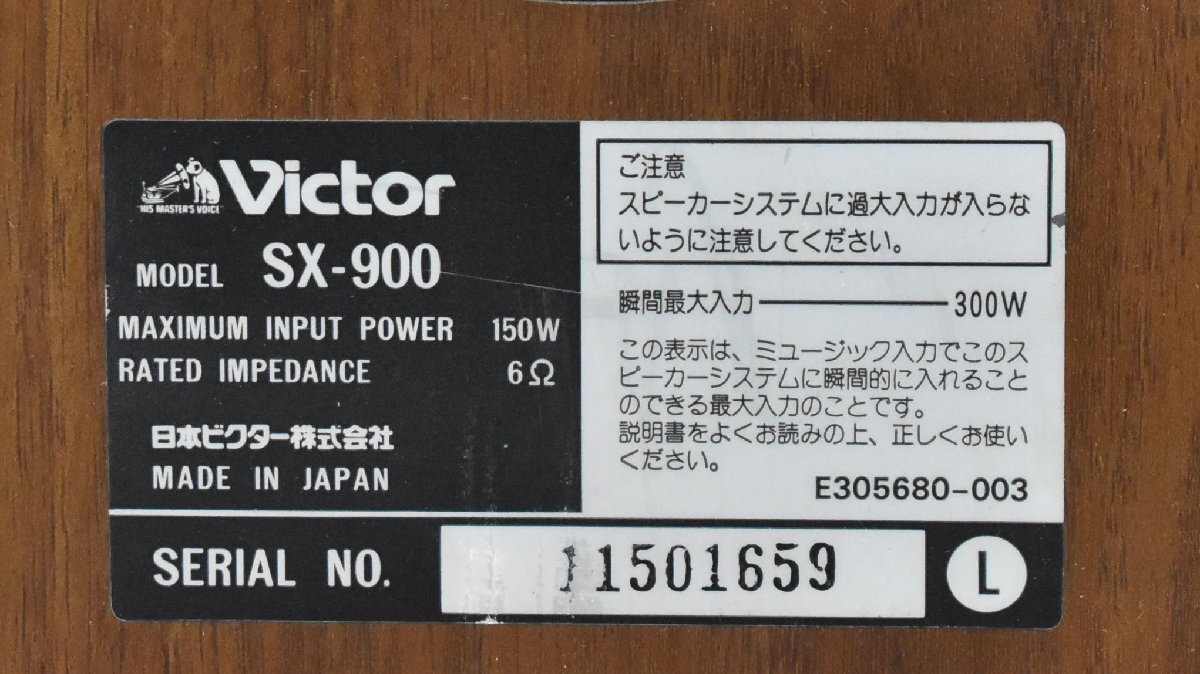 Victor
"HIS MASTER'S VOICE"
MODEL SX-900
MAXIMUM INPUT POWER 150W
RATED IMPEDANCE 6Ω
日本ビクター株式会社
MADE IN JAPAN
ご注意
スピーカーシステムに過大入力が入らな
いように注意してください。
瞬間最大入力 300W
この表示は、ミュージック入力でこのス
ピーカーシステムに瞬間的に入れること
のできる最大入力のことです。
説明書をよくお読みの上、正しくお使い
ください。
E305680-003
SERIAL NO. 11501659 L